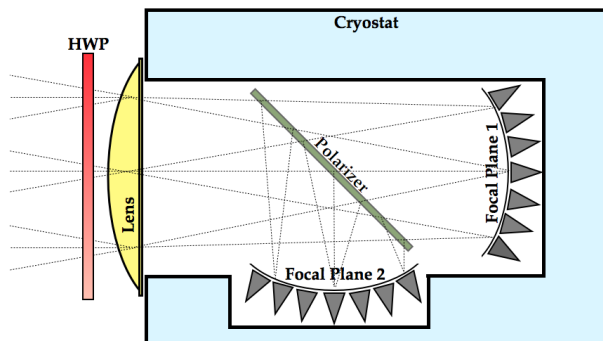 Cryostat
HWP
Lens
Polarizer
Focal Plane 1
Focal Plane 2